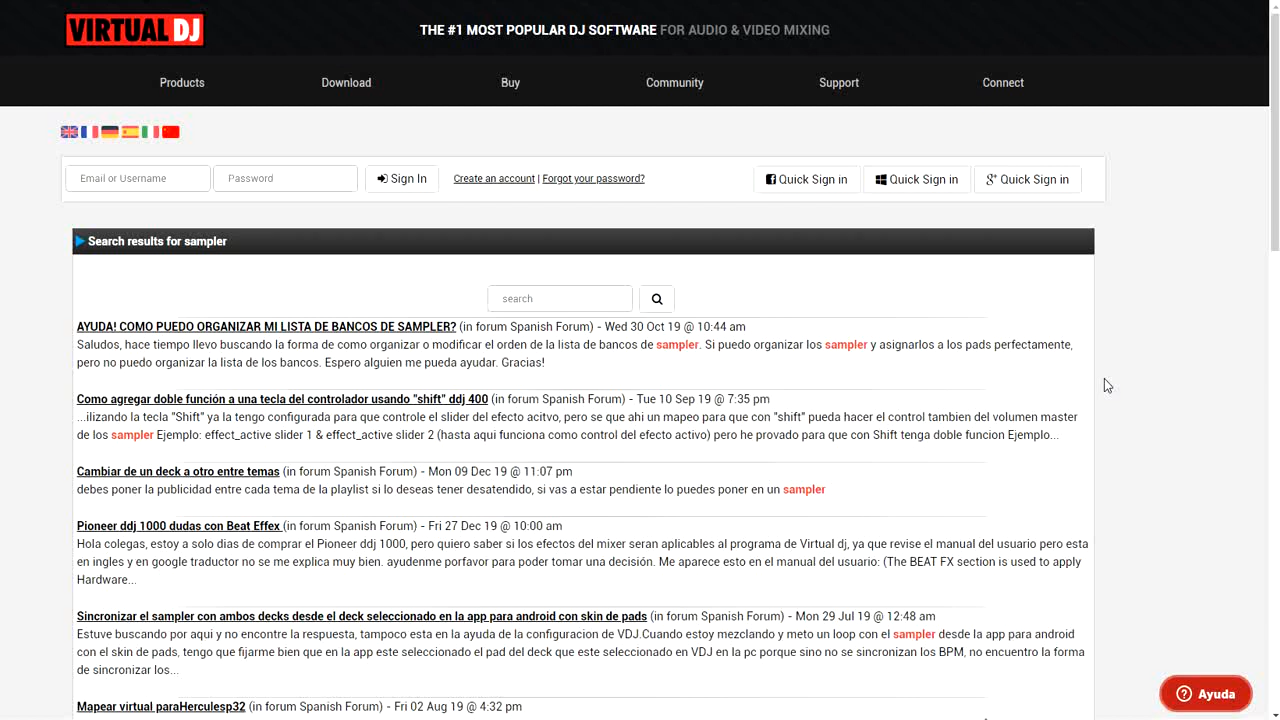 VIRTUAL DJ
THE #1 MOST POPULAR DJ SOFTWARE FOR AUDIO & VIDEO MIXING
Products Download Buy Community Support Connect
Email or Username Password Sign In Create an account | Forgot your password? Quick Sign in Quick Sign in Quick Sign in
Search results for sampler
search
AYUDA! COMO PUEDO ORGANIZAR MI LISTA DE BANCOS DE SAMPLER? (in forum Spanish Forum) - Wed 30 Oct 19 @ 10:44 am
Saludos, hace tiempo llevo buscando la forma de como organizar o modificar el orden de la lista de bancos de sampler. Si puedo organizar los sampler y asignarlos a los pads perfectamente,
pero no puedo organizar la lista de los bancos. Espero alguien me pueda ayudar. Gracias!
Como agregar doble función a una tecla del controlador usando "shift" ddj 400 (in forum Spanish Forum) - Tue 10 Sep 19 @ 7:35 pm
...ilizando la tecla "Shift" ya la tengo configurada para que controle el slider del efecto acitvo, pero se que ahi un mapeo para que con "shift" pueda hacer el control tambien del volumen master
de los sampler Ejemplo: effect_active slider 1 & effect_active slider 2 (hasta aqui funciona como control del efecto activo) pero he provado para que con Shift tenga doble funcion Ejemplo...
Cambiar de un deck a otro entre temas (in forum Spanish Forum) - Mon 09 Dec 19 @ 11:07 pm
debes poner la publicidad entre cada tema de la playlist si lo deseas tener desatendido, si vas a estar pendiente lo puedes poner en un sampler
Pioneer ddj 1000 dudas con Beat Effex (in forum Spanish Forum) - Fri 27 Dec 19 @ 10:00 am
Hola colegas, estoy a solo dias de comprar el Pioneer ddj 1000, pero quiero saber si los efectos del mixer seran aplicables al programa de Virtual dj, ya que revise el manual del usuario pero esta
en ingles y en google traductor no se me explica muy bien. ayudenme porfavor para poder tomar una decisión. Me aparece esto en el manual del usuario: (The BEAT FX section is used to apply
Hardware...
Sincronizar el sampler con ambos decks desde el deck seleccionado en la app para android con skin de pads (in forum Spanish Forum) - Mon 29 Jul 19 @ 12:48 am
Estuve buscando por aqui y no encontre la respuesta, tampoco esta en la ayuda de la configuracion de VDJ.Cuando estoy mezclando y meto un loop con el sampler desde la app para android
con el skin de pads, tengo que fijarme bien que en la app este seleccionado el pad del deck que este seleccionado en VDJ en la pc porque sino no se sincronizan los BPM, no encuentro la forma
de sincronizar los...
Mapear virtual paraHerculesp32 (in forum Spanish Forum) - Fri 02 Aug 19 @ 4:32 pm
Ayuda